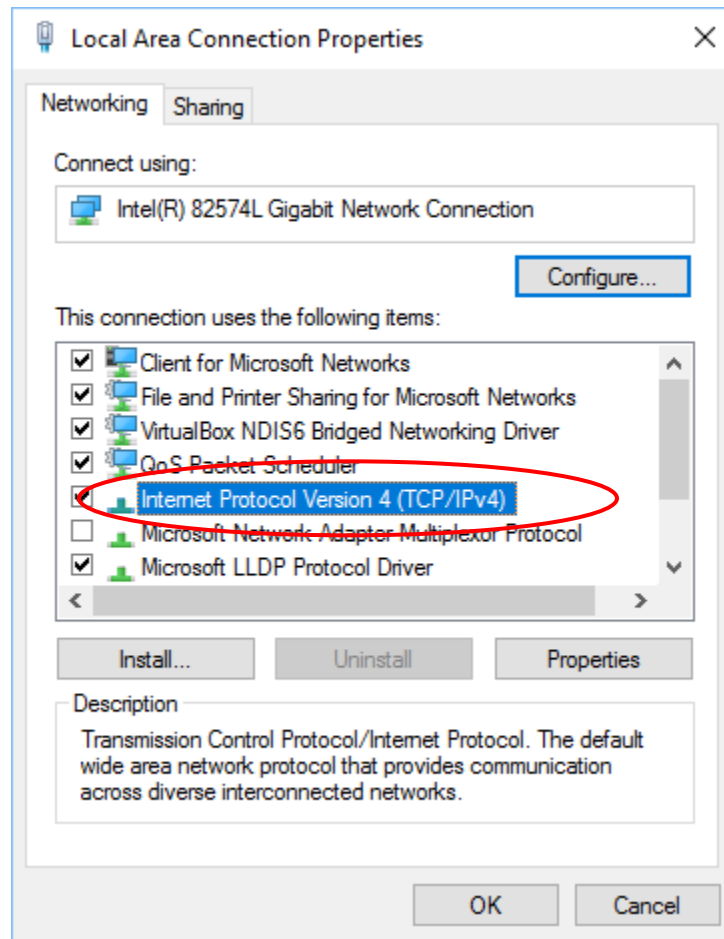 Local Area Connection Properties
Networking
Sharing
Connect using:
Intel(R) 82574L Gigabit Network Connection
Configure...
This connection uses the following items:
Client for Microsoft Networks
File and Printer Sharing for Microsoft Networks
VirtualBox NDIS6 Bridged Networking Driver
QoS Packet Scheduler
Internet Protocol Version 4 (TCP/IPv4)
Microsoft Network Adapter Multiplexor Protocol
Microsoft LLDP Protocol Driver
Install...
Uninstall
Properties
Description
Transmission Control Protocol/Internet Protocol. The default
wide area network protocol that provides communication
across diverse interconnected networks.
OK
Cancel